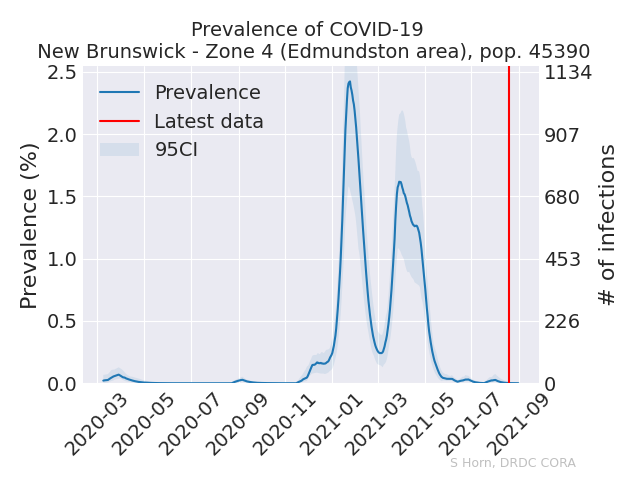 Prevalence of COVID-19
New Brunswick - Zone 4 (Edmundston area), pop. 45390
Prevalence (%)
2.5
2.0
1.5
1.0
0.5
0.0
Prevalence
Latest data
95CI
1134
907
680
453
226
0
# of infections
2020-03
2020-05
2020-07
2020-09
2020-11
2021-01
2021-03
2021-05
2021-07
2021-09
S Horn, DRDC CORA